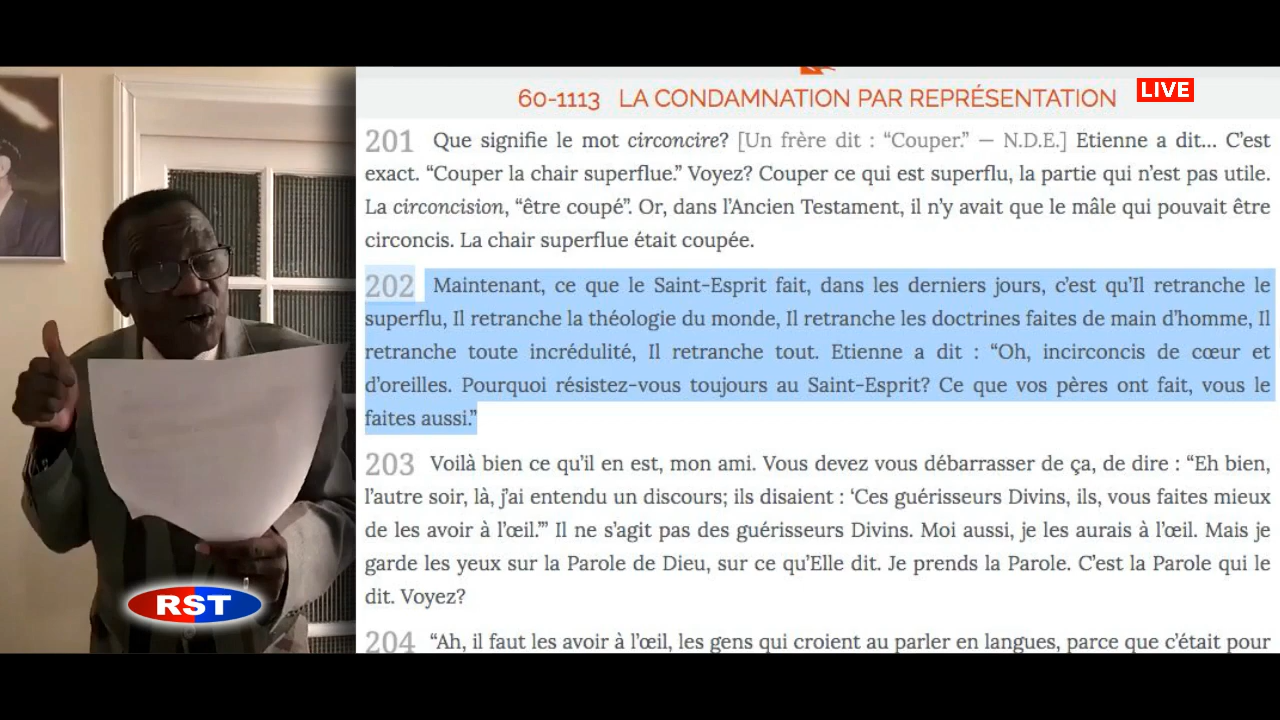 60-1113 LA CONDAMNATION PAR REPRÉSENTATION
LIVE
201 Que signifie le mot circoncire? [Un frère dit : “Couper.” — N.D.E.] Etienne a dit... C’est
exact. “Couper la chair superflue.” Voyez? Couper ce qui est superflu, la partie qui n’est pas utile.
La circoncision, “être coupé”. Or, dans l’Ancien Testament, il n’y avait que le mâle qui pouvait être
circoncis. La chair superflue était coupée.
202 Maintenant, ce que le Saint-Esprit fait, dans les derniers jours, c’est qu’Il retranche le
superflu, Il retranche la théologie du monde, Il retranche les doctrines faites de main d’homme, Il
retranche toute incrédulité, Il retranche tout. Etienne a dit : “Oh, incirconcis de cœur et
d’oreilles. Pourquoi résistez-vous toujours au Saint-Esprit? Ce que vos pères ont fait, vous le
faites aussi.”
203 Voilà bien ce qu’il en est, mon ami. Vous devez vous débarrasser de ça, de dire : “Eh bien,
l’autre soir, là, j’ai entendu un discours; ils disaient : ‘Ces guérisseurs Divins, ils, vous faites mieux
de les avoir à l’œil.’” Il ne s’agit pas des guérisseurs Divins. Moi aussi, je les aurais à l’œil. Mais je
garde les yeux sur la Parole de Dieu, sur ce qu’Elle dit. Je prends la Parole. C’est la Parole qui le
dit. Voyez?
204 “Ah, il faut les avoir à l’œil, les gens qui croient au parler en langues, parce que c’était pour
RST